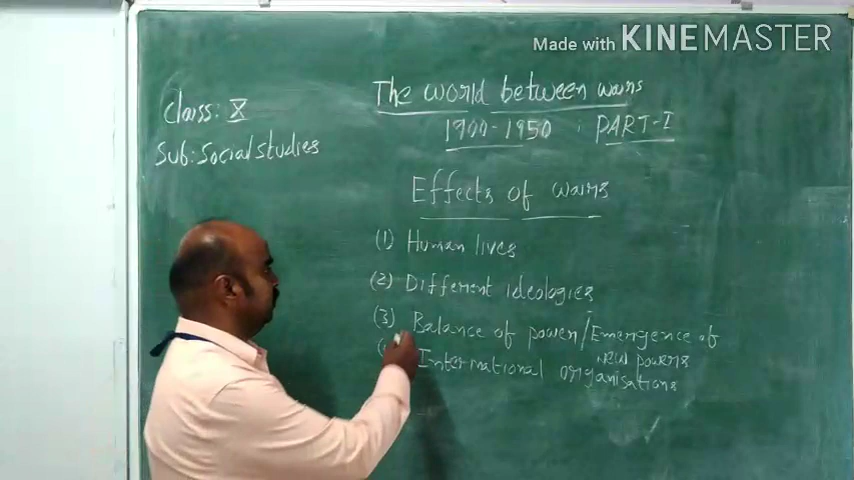 Made with KINEMASTER
Class: X
The world between wars
1900-1950 : PART-I
Sub: Social studies
Effects of wars
(1) Human lives
(2) Different ideologies
(3) Balance of power/Emergence of
new powers
International organisations